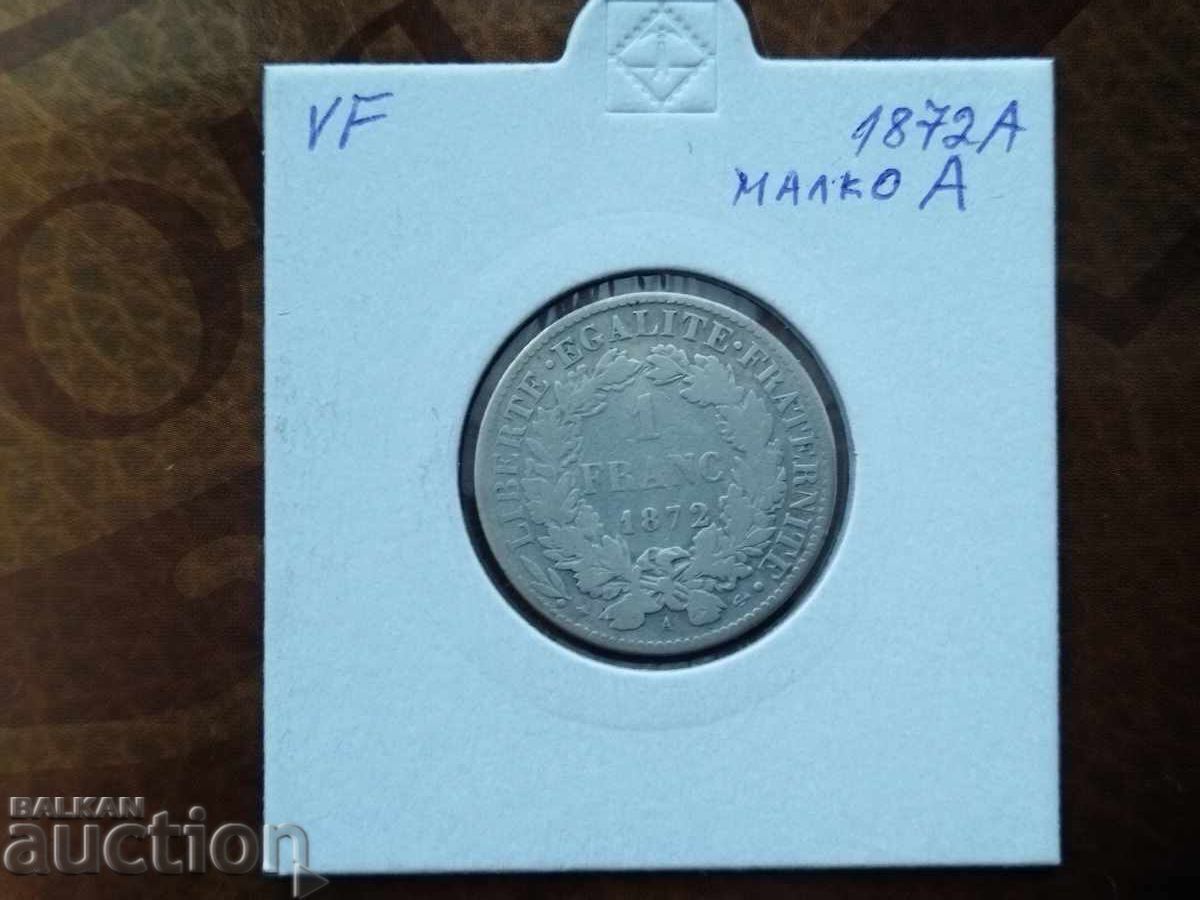 VF
1872A
малко А
LIBERTE · EGALITE · FRATERNITE ·
1
FRANC
1872
A
BALKAN
auction